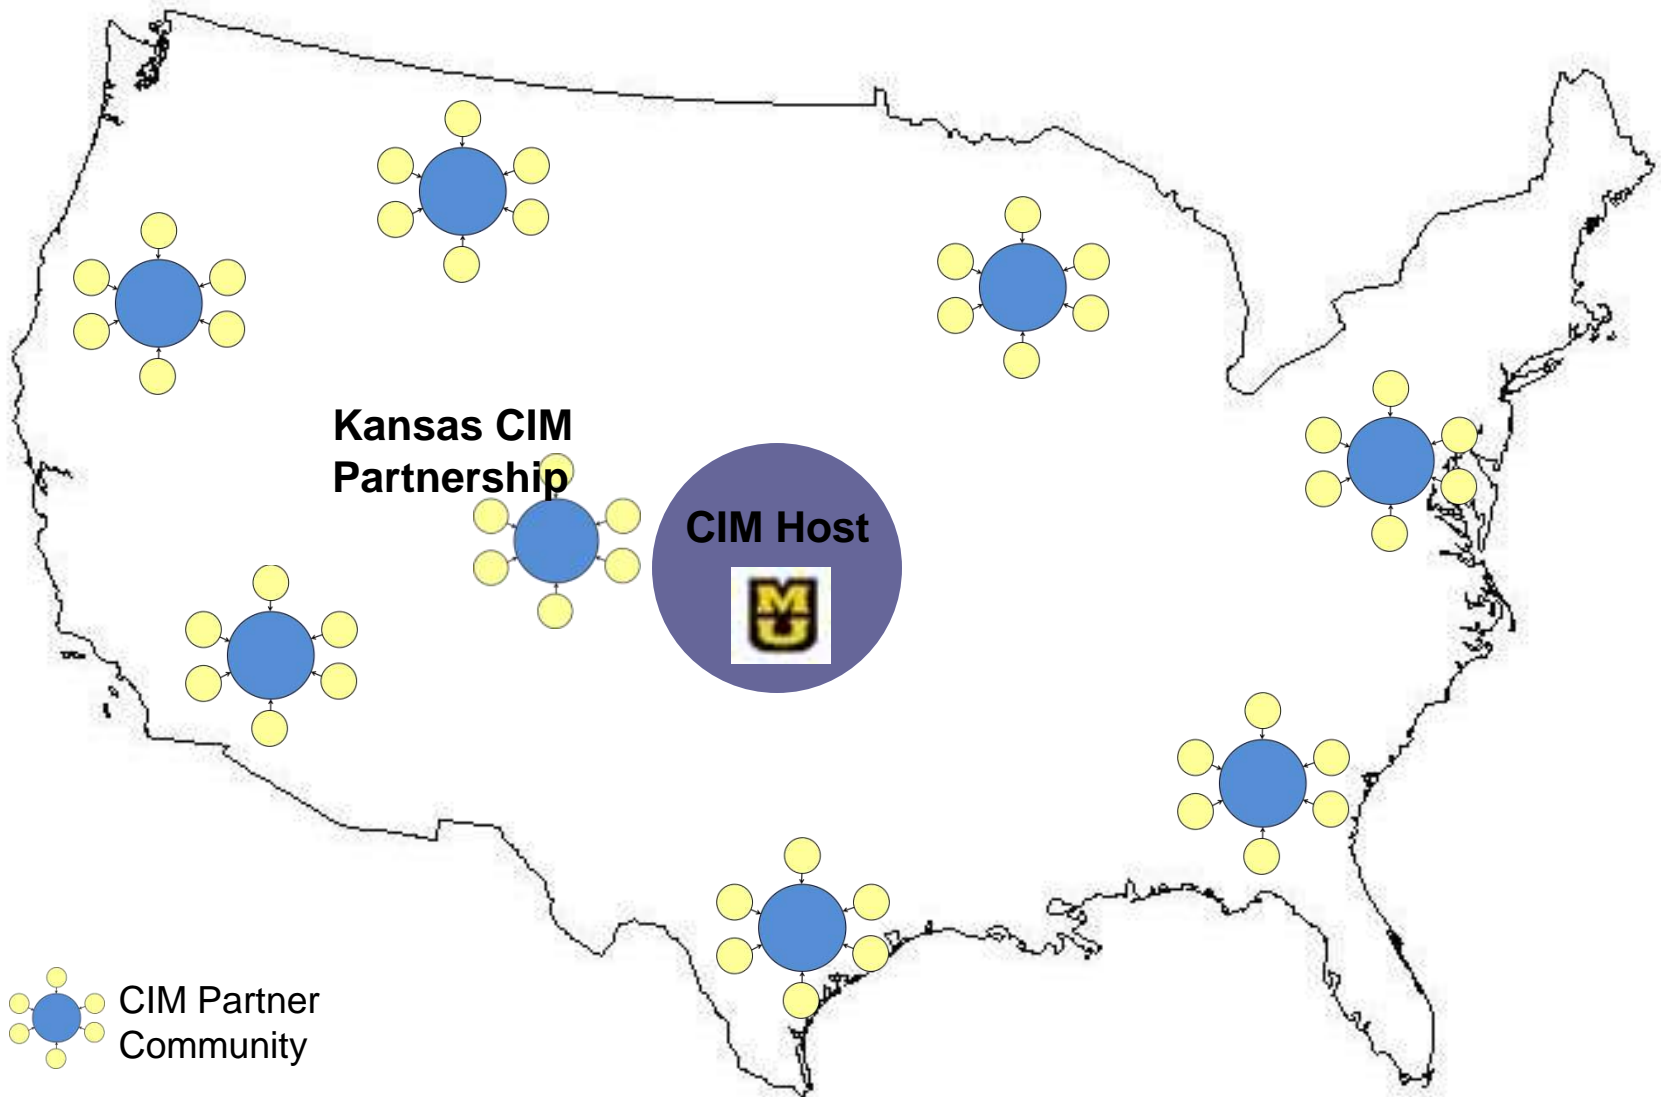 Kansas CIM
Partnership
CIM Host
MU
CIM Partner
Community